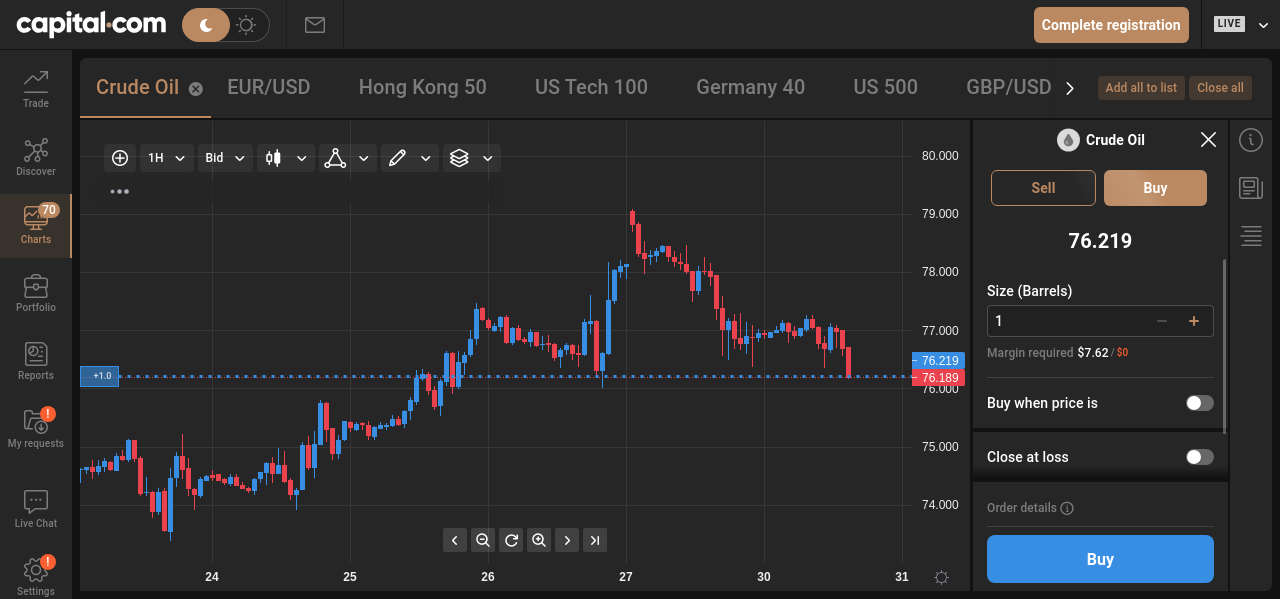 capital.com
Complete registration
LIVE
Trade
Discover
70
Charts
Portfolio
Reports
!
My requests
Live Chat
!
Settings
Crude Oil
EUR/USD
Hong Kong 50
US Tech 100
Germany 40
US 500
GBP/USD
Add all to list
Close all
1H
Bid
80.000
79.000
78.000
77.000
76.219
76.189
76.000
75.000
74.000
+1.0
24
25
26
27
30
31
Crude Oil
Sell
Buy
76.219
Size (Barrels)
1
Margin required $7.62 / $0
Buy when price is
Close at loss
Order details
Buy